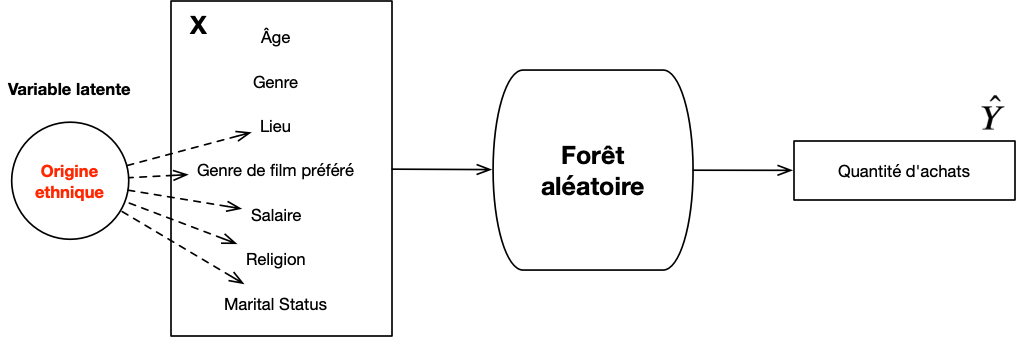 Variable latente
Origine
ethnique
X
Âge
Genre
Lieu
Genre de film préféré
Salaire
Religion
Marital Status
Forêt
aléatoire
Ŷ
Quantité d'achats